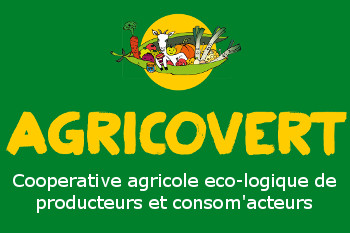 AGRICOVERT
Cooperative agricole eco-logique de
producteurs et consom'acteurs